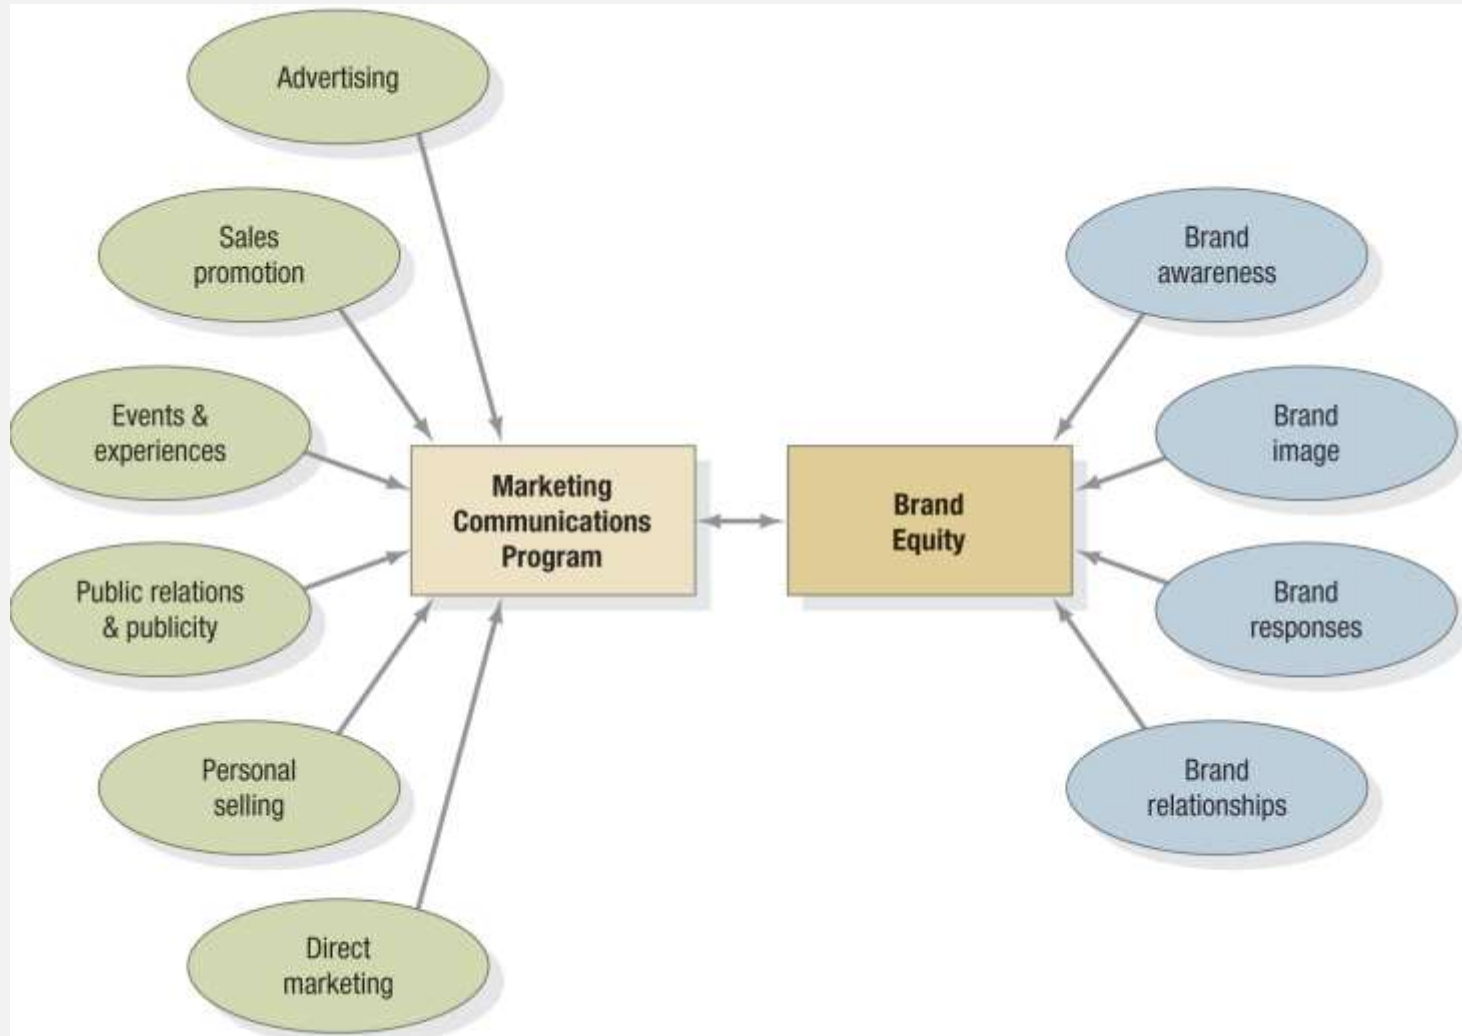 Advertising
Sales
promotion
Events &
experiences
Public relations
& publicity
Personal
selling
Direct
marketing
Marketing
Communications
Program
Brand
Equity
Brand
awareness
Brand
image
Brand
responses
Brand
relationships